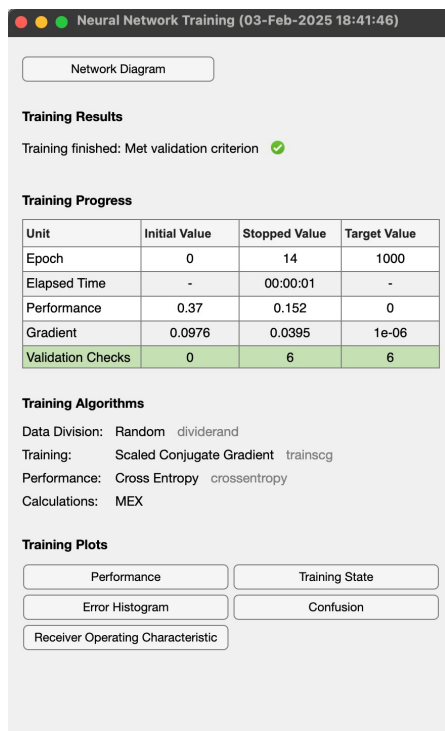 Neural Network Training (03-Feb-2025 18:41:46)
Network Diagram
Training Results
Training finished: Met validation criterion
Training Progress
Unit Initial Value Stopped Value Target Value
Epoch 0 14 1000
Elapsed Time - 00:00:01 -
Performance 0.37 0.152 0
Gradient 0.0976 0.0395 1e-06
Validation Checks 0 6 6
Training Algorithms
Data Division: Random dividerand
Training: Scaled Conjugate Gradient trainscg
Performance: Cross Entropy crossentropy
Calculations: MEX
Training Plots
Performance Training State
Error Histogram Confusion
Receiver Operating Characteristic